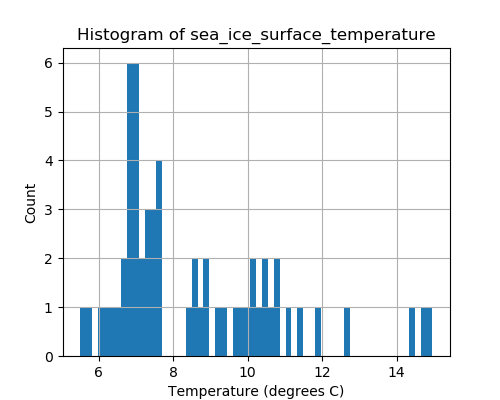 Histogram of sea_ice_surface_temperature
6
5
4
3
2
1
0
Count
6 8 10 12 14
Temperature (degrees C)